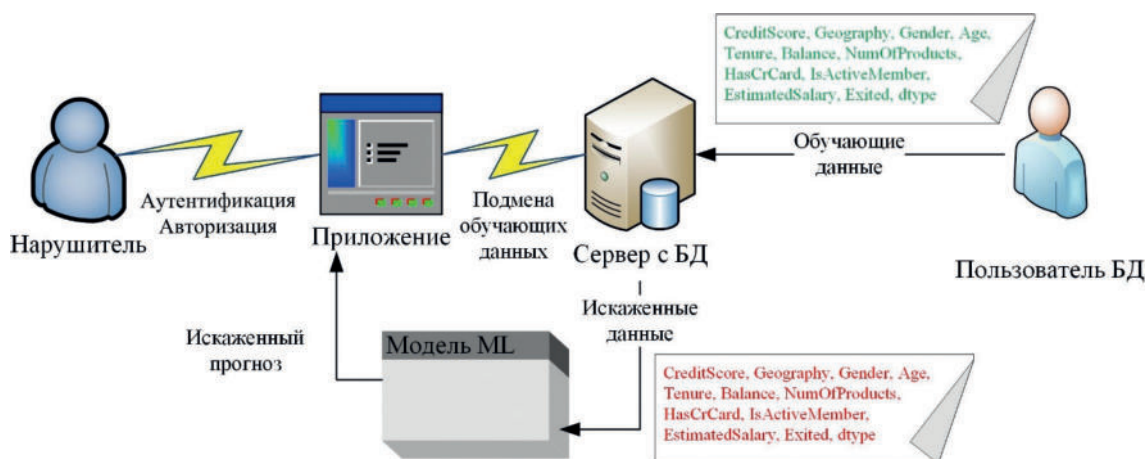 CreditScore, Geography, Gender, Age,
Tenure, Balance, NumOfProducts,
HasCrCard, IsActiveMember,
EstimatedSalary, Exited, dtype
Обучающие
данные
Аутентификация
Авторизация
Подмена
обучающих
данных
Нарушитель
Приложение
Сервер с БД
Пользователь БД
Искаженные
данные
Искаженный
прогноз
Модель ML
CreditScore, Geography, Gender, Age,
Tenure, Balance, NumOfProducts,
HasCrCard, IsActiveMember,
EstimatedSalary, Exited, dtype